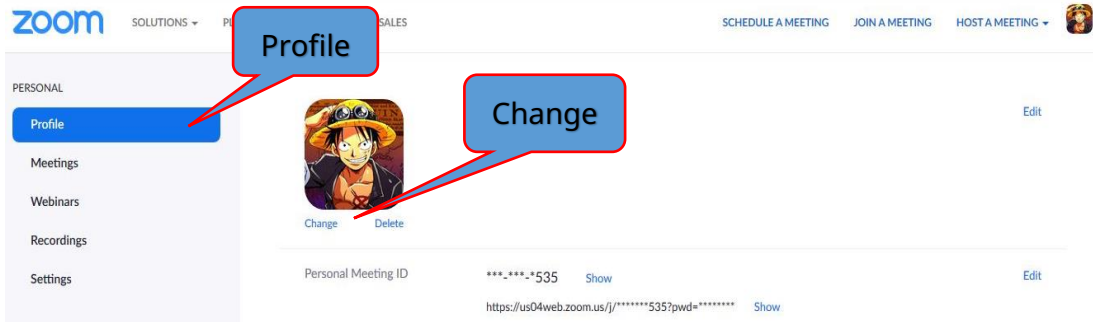 zoom SOLUTIONS SALES SCHEDULE A MEETING JOIN A MEETING HOST A MEETING
Profile
PERSONAL
Profile
Change
Edit
Meetings
Webinars
Change Delete
Recordings
Settings
Personal Meeting ID ***-***-*535 Show Edit
https://us04web.zoom.us/j/*******535?pwd=******** Show